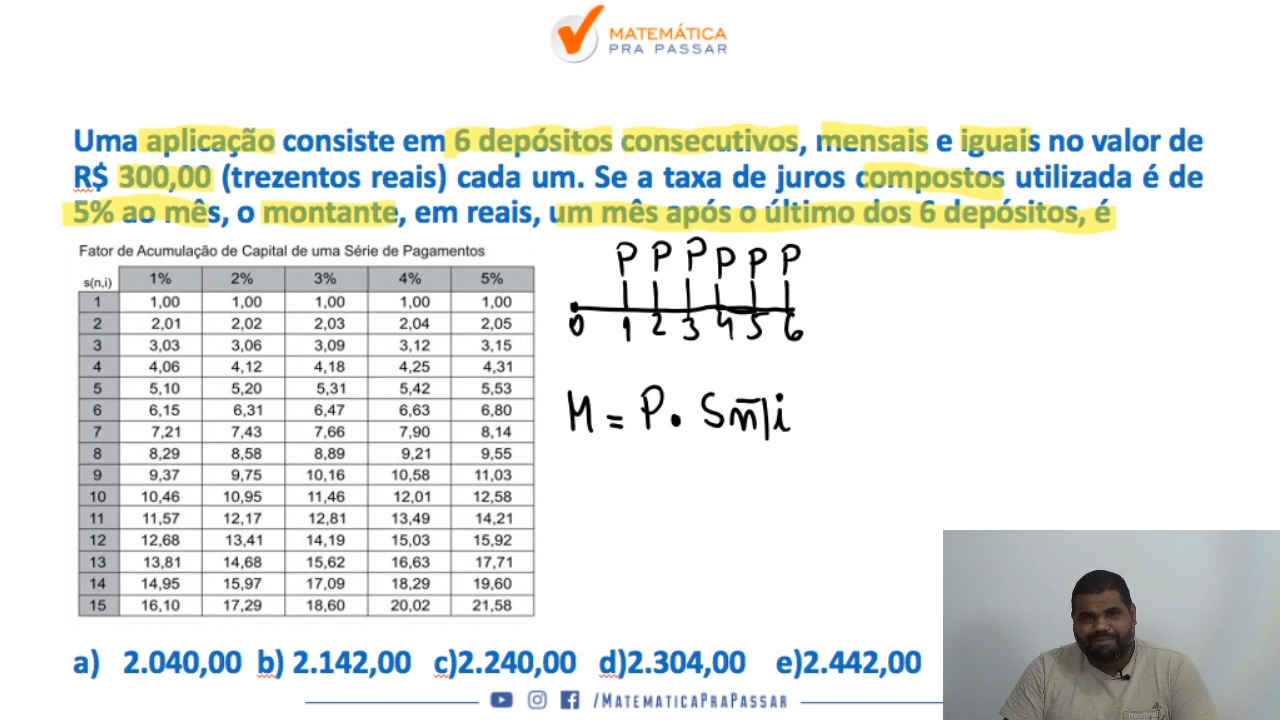 MATEMÁTICA
PRA PASSAR
Uma aplicação consiste em 6 depósitos consecutivos, mensais e iguais no valor de
R$ 300,00 (trezentos reais) cada um. Se a taxa de juros compostos utilizada é de
5% ao mês, o montante, em reais, um mês após o último dos 6 depósitos, é
Fator de Acumulação de Capital de uma Série de Pagamentos
s(n,i) 1% 2% 3% 4% 5%
1 1,00 1,00 1,00 1,00 1,00
2 2,01 2,02 2,03 2,04 2,05
3 3,03 3,06 3,09 3,12 3,15
4 4,06 4,12 4,18 4,25 4,31
5 5,10 5,20 5,31 5,42 5,53
6 6,15 6,31 6,47 6,63 6,80
7 7,21 7,43 7,66 7,90 8,14
8 8,29 8,58 8,89 9,21 9,55
9 9,37 9,75 10,16 10,58 11,03
10 10,46 10,95 11,46 12,01 12,58
11 11,57 12,17 12,81 13,49 14,21
12 12,68 13,41 14,19 15,03 15,92
13 13,81 14,68 15,62 16,63 17,71
14 14,95 15,97 17,09 18,29 19,60
15 16,10 17,29 18,60 20,02 21,58
P P P P P P
0 1 2 3 4 5 6
M = P . S n̅|i
a) 2.040,00 b) 2.142,00 c)2.240,00 d)2.304,00 e)2.442,00
/MATEMATICAPRAPASSAR